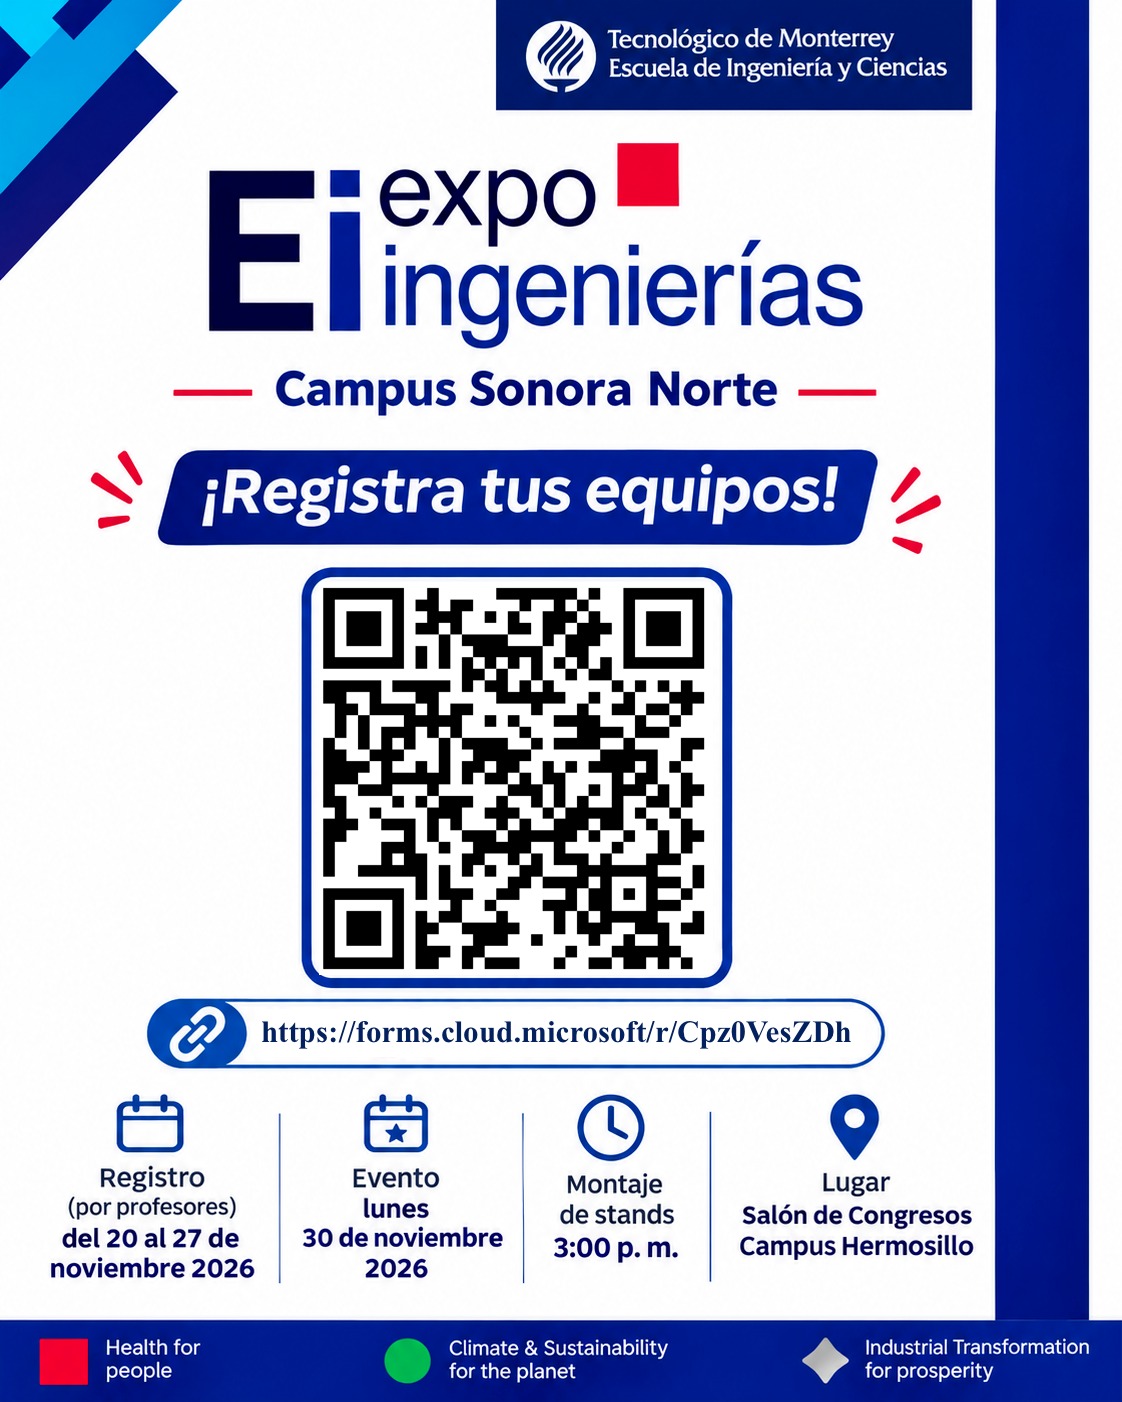 Tecnológico de Monterrey
Escuela de Ingeniería y Ciencias
Ei expo
ingenierías
Campus Sonora Norte
¡Registra tus equipos!
https://forms.cloud.microsoft/r/Cpz0VesZDh
Registro
(por profesores)
del 20 al 27 de
noviembre 2026
Evento
lunes
30 de noviembre
2026
Montaje
de stands
3:00 p. m.
Lugar
Salón de Congresos
Campus Hermosillo
Health for
people
Climate & Sustainability
for the planet
Industrial Transformation
for prosperity